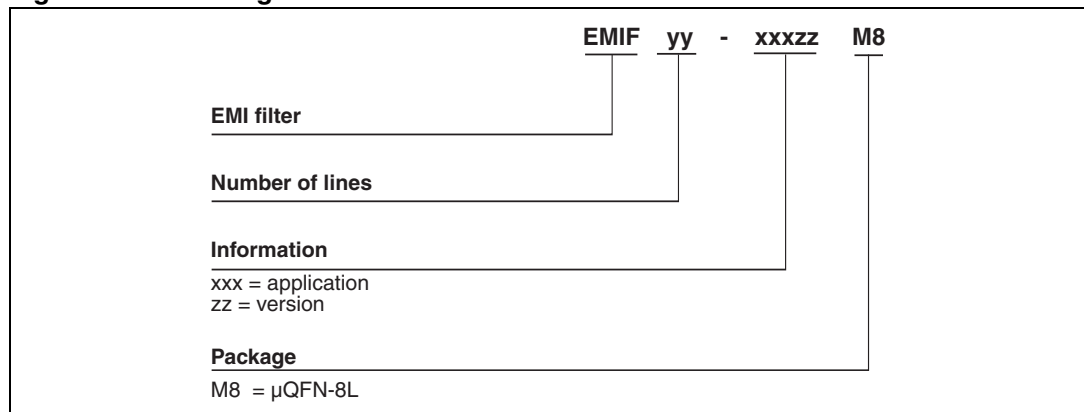 EMIF yy - xxxzz M8
EMI filter
Number of lines
Information
xxx = application
zz = version
Package
M8 = µQFN-8L